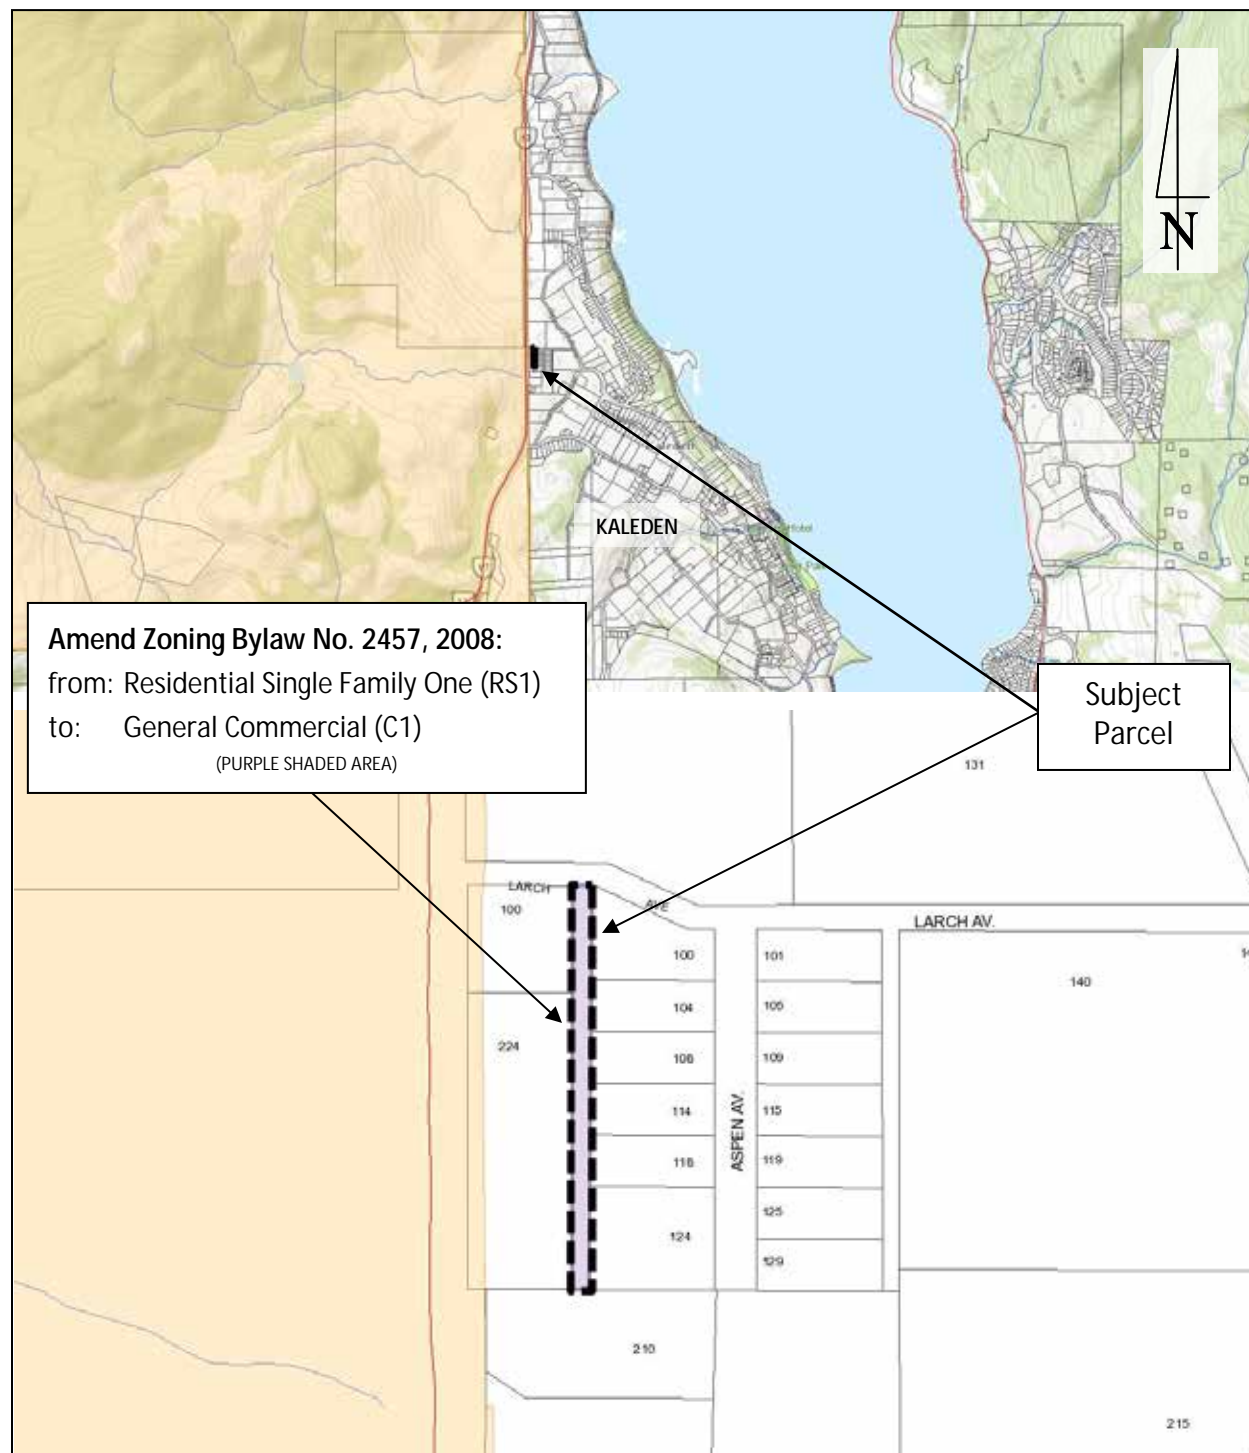 N
KALEDEN
Amend Zoning Bylaw No. 2457, 2008:
from: Residential Single Family One (RS1)
to: General Commercial (C1)
(PURPLE SHADED AREA)
Subject
Parcel
131
LARCH AVE
LARCH AV.
100
100
101
140
104
105
224
108
109
114
115
ASPEN AV.
118
119
125
124
129
210
215